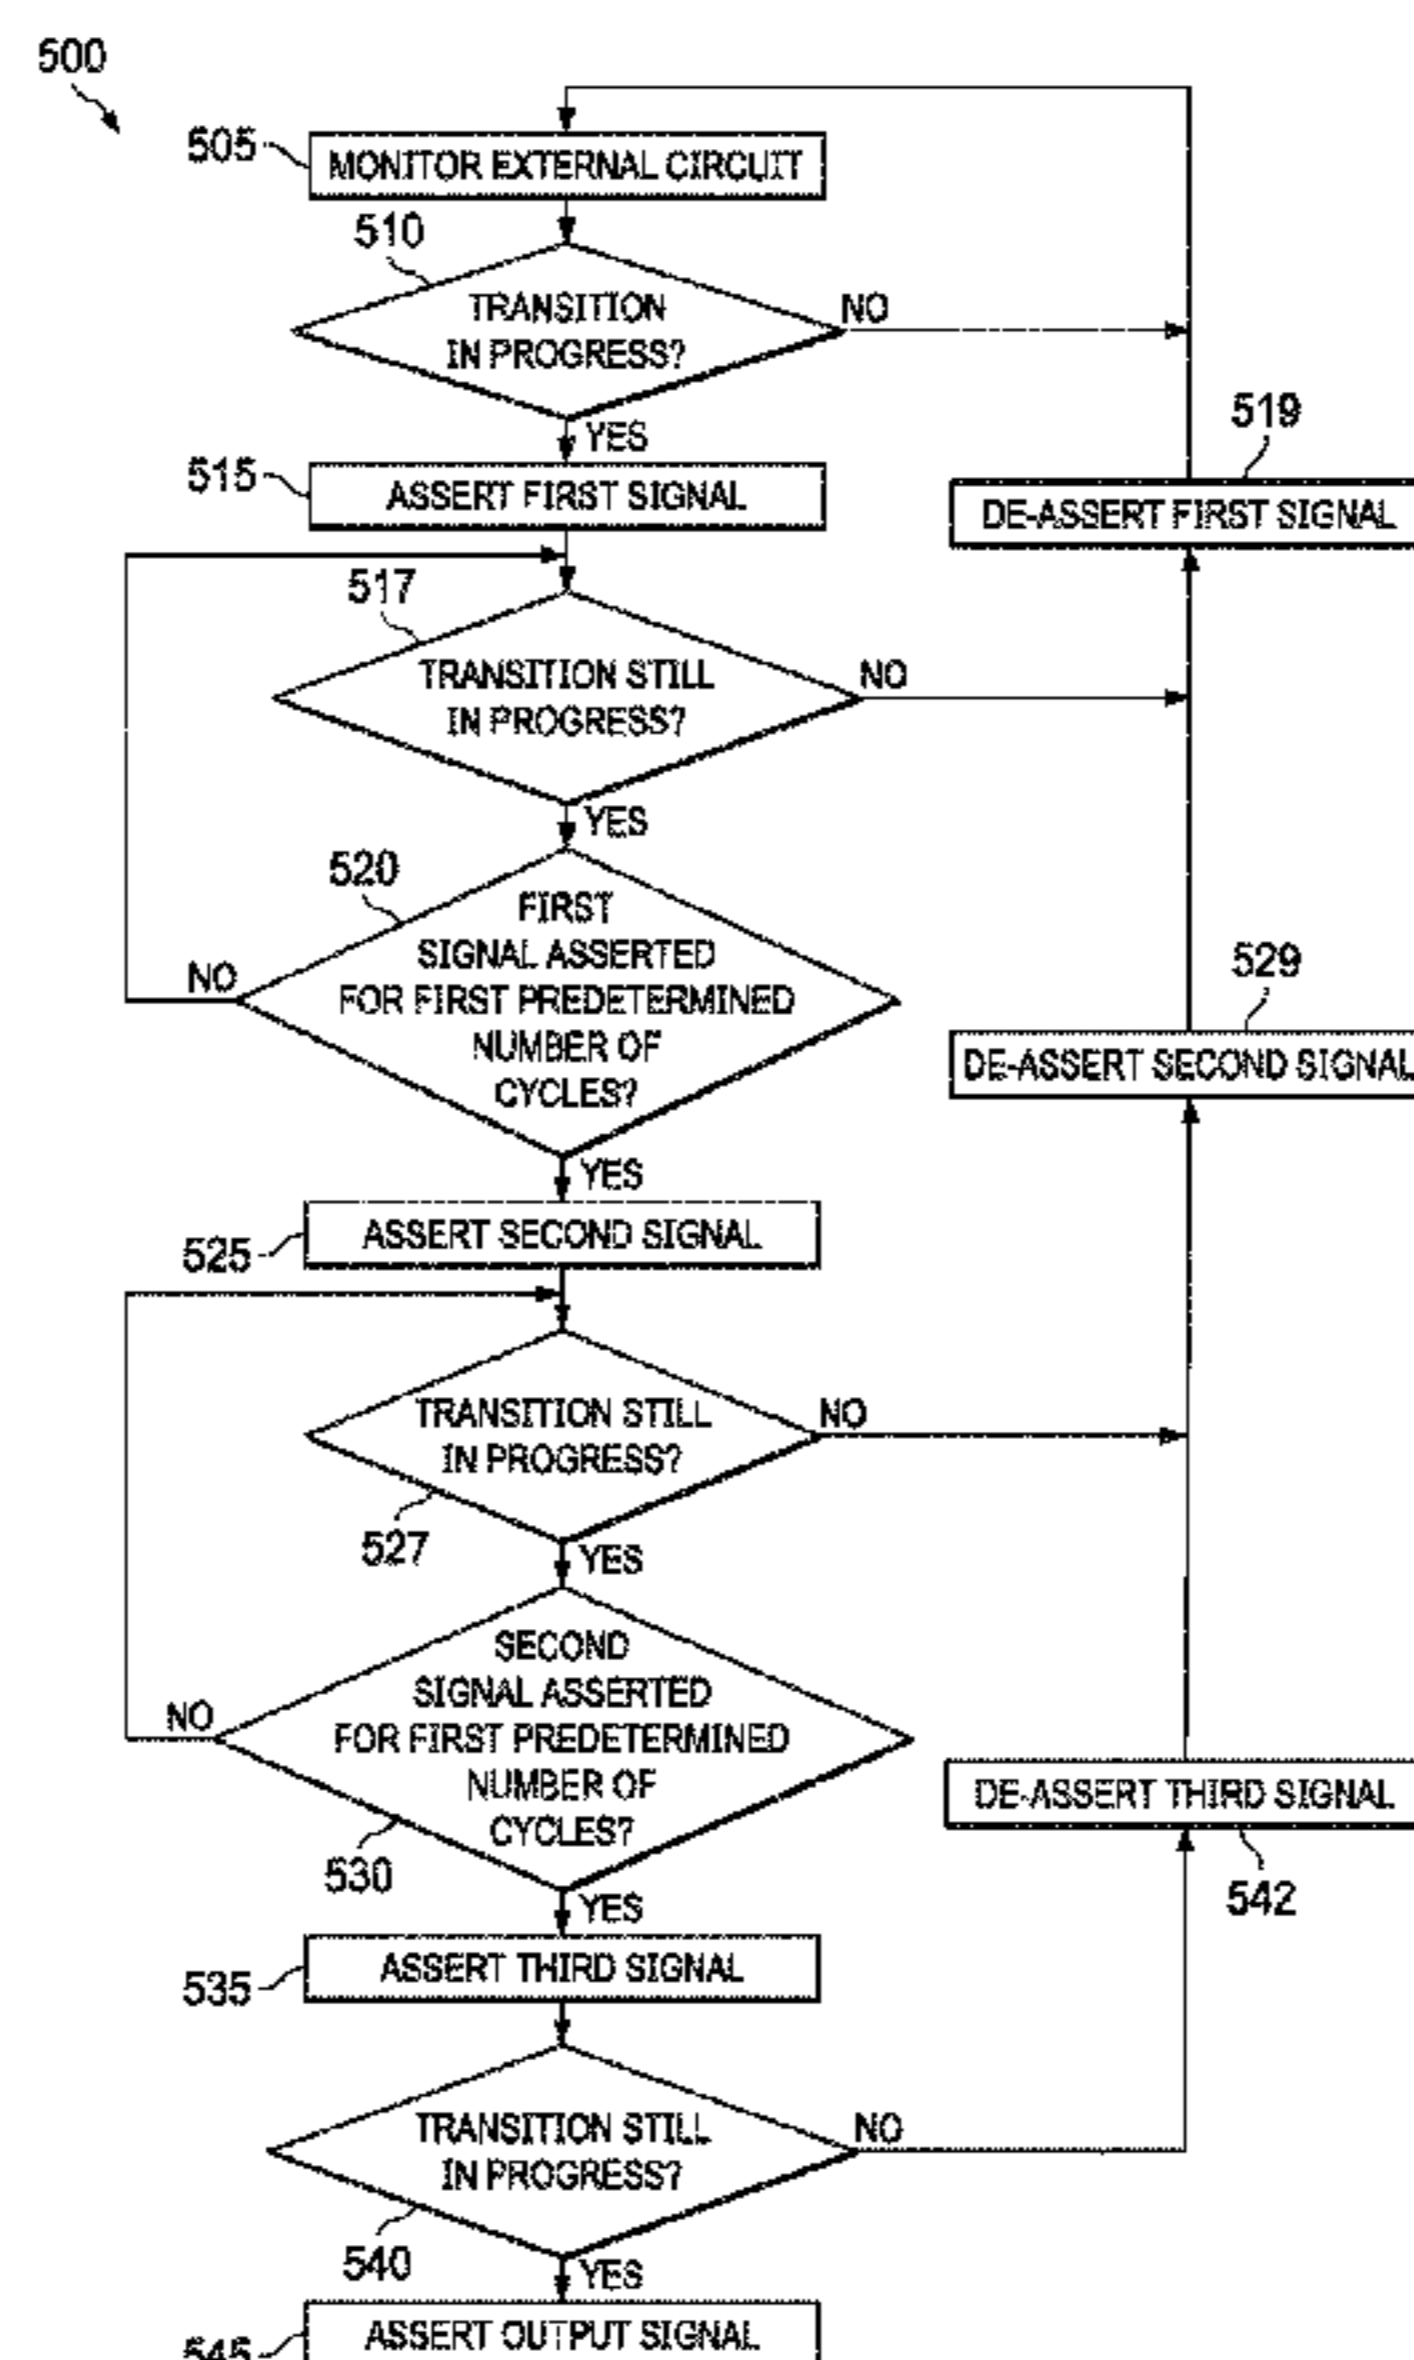 500
505
MONITOR EXTERNAL CIRCUIT
510
TRANSITION
IN PROGRESS?
NO
YES
515
ASSERT FIRST SIGNAL
519
DE-ASSERT FIRST SIGNAL
517
TRANSITION STILL
IN PROGRESS?
NO
YES
520
FIRST
SIGNAL ASSERTED
FOR FIRST PREDETERMINED
NUMBER OF
CYCLES?
NO
YES
529
DE-ASSERT SECOND SIGNAL
525
ASSERT SECOND SIGNAL
TRANSITION STILL
IN PROGRESS?
NO
527
YES
SECOND
SIGNAL ASSERTED
FOR FIRST PREDETERMINED
NUMBER OF
CYCLES?
NO
530
YES
DE-ASSERT THIRD SIGNAL
542
535
ASSERT THIRD SIGNAL
TRANSITION STILL
IN PROGRESS?
NO
540
YES
545
ASSERT OUTPUT SIGNAL